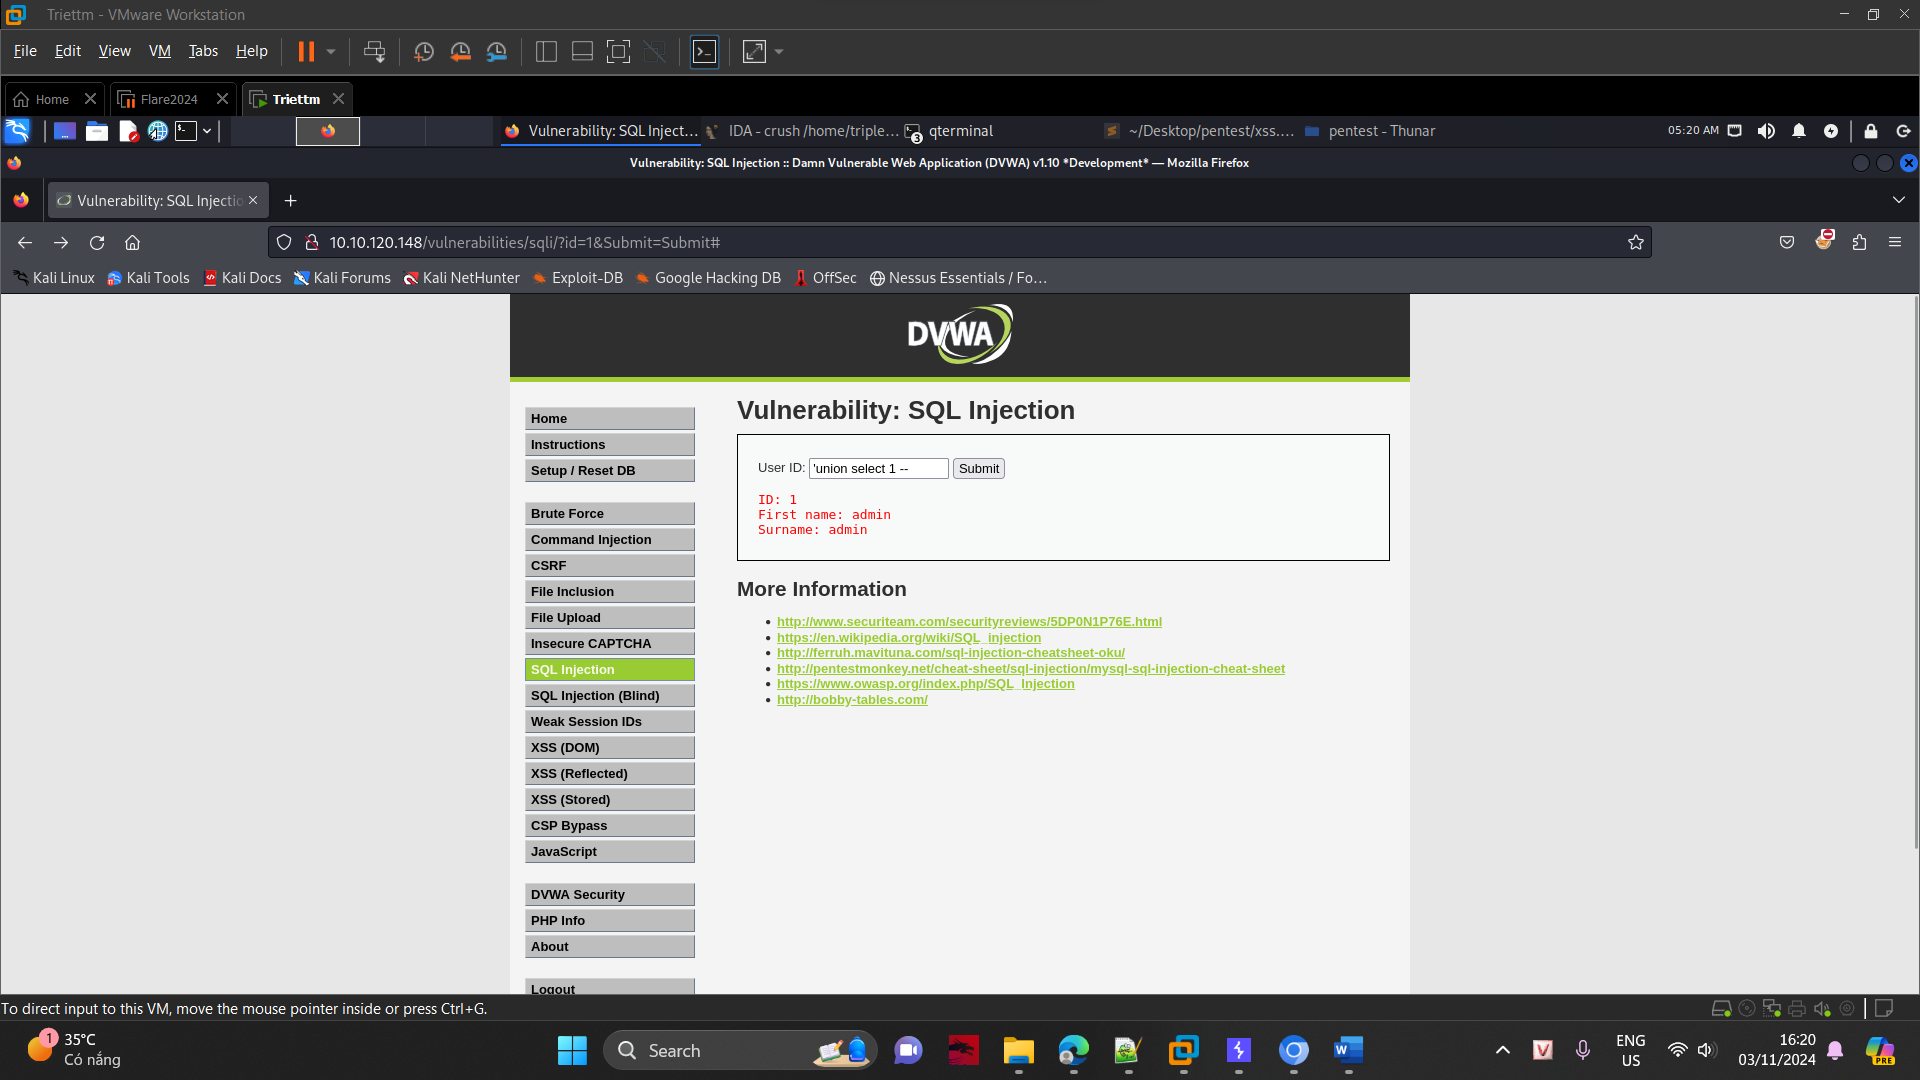 Triettm - VMware Workstation
File Edit View VM Tabs Help
Home Flare2024 Triettm
Vulnerability: SQL Inject... IDA - crush /home/triple... 3 qterminal ~/Desktop/pentest/xss.... pentest - Thunar 05:20 AM
Vulnerability: SQL Injection :: Damn Vulnerable Web Application (DVWA) v1.10 *Development* — Mozilla Firefox
Vulnerability: SQL Injectio
10.10.120.148/vulnerabilities/sqli/?id=1&Submit=Submit#
Kali Linux Kali Tools Kali Docs Kali Forums Kali NetHunter Exploit-DB Google Hacking DB OffSec Nessus Essentials / Fo...
DVWA
Home
Instructions
Setup / Reset DB
Brute Force
Command Injection
CSRF
File Inclusion
File Upload
Insecure CAPTCHA
SQL Injection
SQL Injection (Blind)
Weak Session IDs
XSS (DOM)
XSS (Reflected)
XSS (Stored)
CSP Bypass
JavaScript
DVWA Security
PHP Info
About
Logout
Vulnerability: SQL Injection
User ID: 'union select 1 -- Submit
ID: 1
First name: admin
Surname: admin
More Information
http://www.securiteam.com/securityreviews/5DP0N1P76E.html
https://en.wikipedia.org/wiki/SQL_injection
http://ferruh.mavituna.com/sql-injection-cheatsheet-oku/
http://pentestmonkey.net/cheat-sheet/sql-injection/mysql-sql-injection-cheat-sheet
https://www.owasp.org/index.php/SQL_Injection
http://bobby-tables.com/
To direct input to this VM, move the mouse pointer inside or press Ctrl+G.
1 35°C
Có nắng
Search
ENG
US
16:20
03/11/2024
PRE